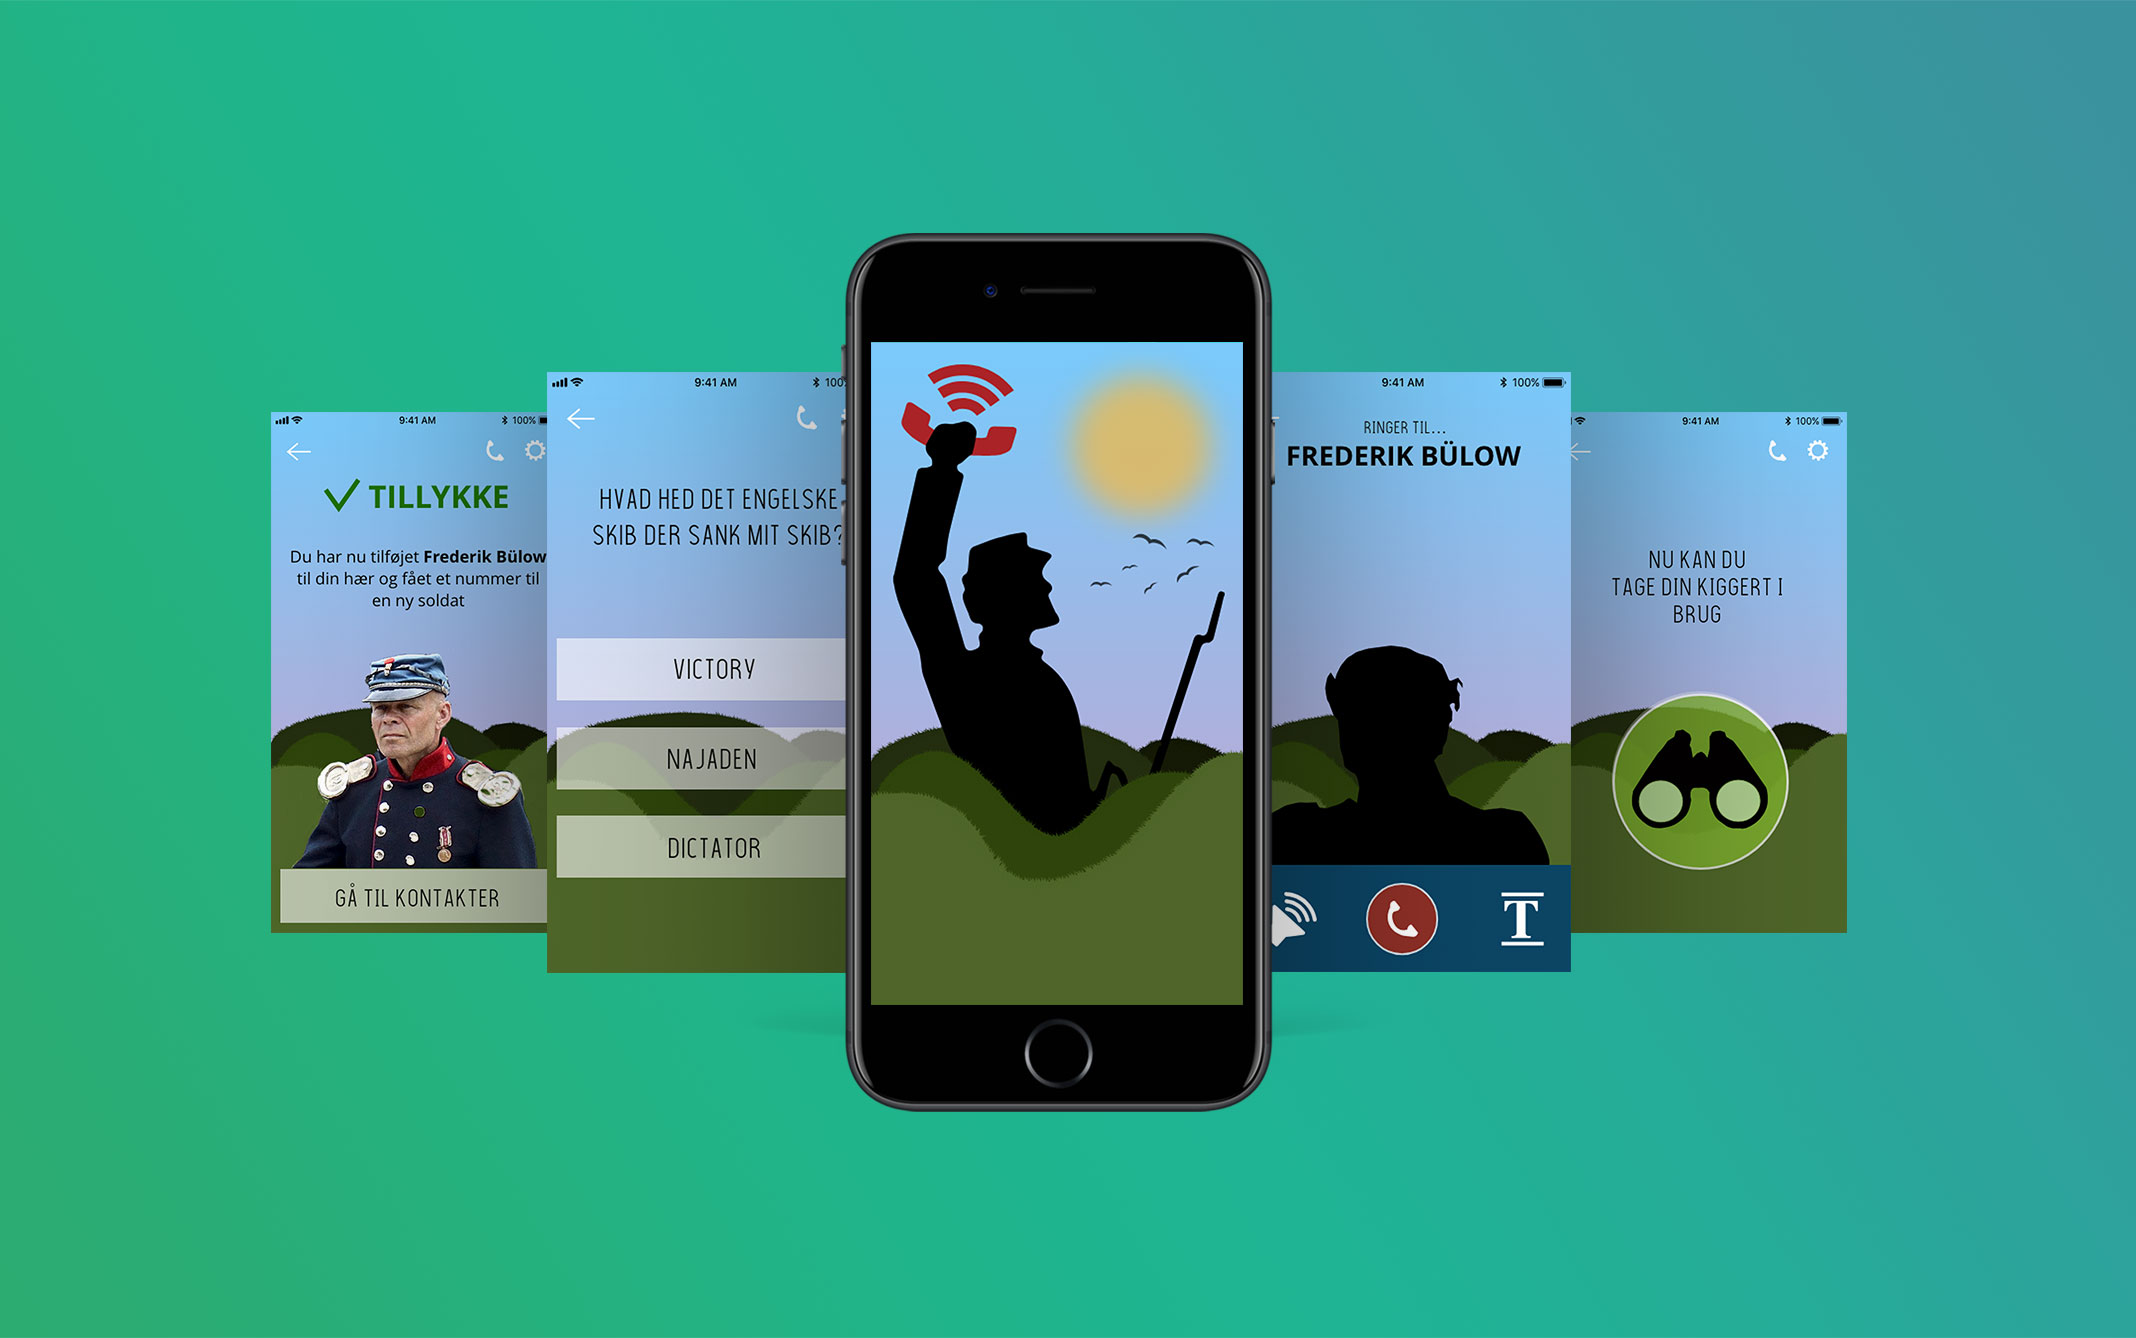 9:41 AM
100%
TILLYKKE
Du har nu tilføjet Frederik Bülow
til din hær og fået et nummer til
en ny soldat
GÅ TIL KONTAKTER
9:41 AM
HVAD HED DET ENGELSKE
SKIB DER SANK MIT SKIB?
VICTORY
NAJADEN
DICTATOR
9:41 AM
100%
RINGER TIL...
FREDERIK BÜLOW
T
9:41 AM
100%
NU KAN DU
TAGE DIN KIGGERT I
BRUG